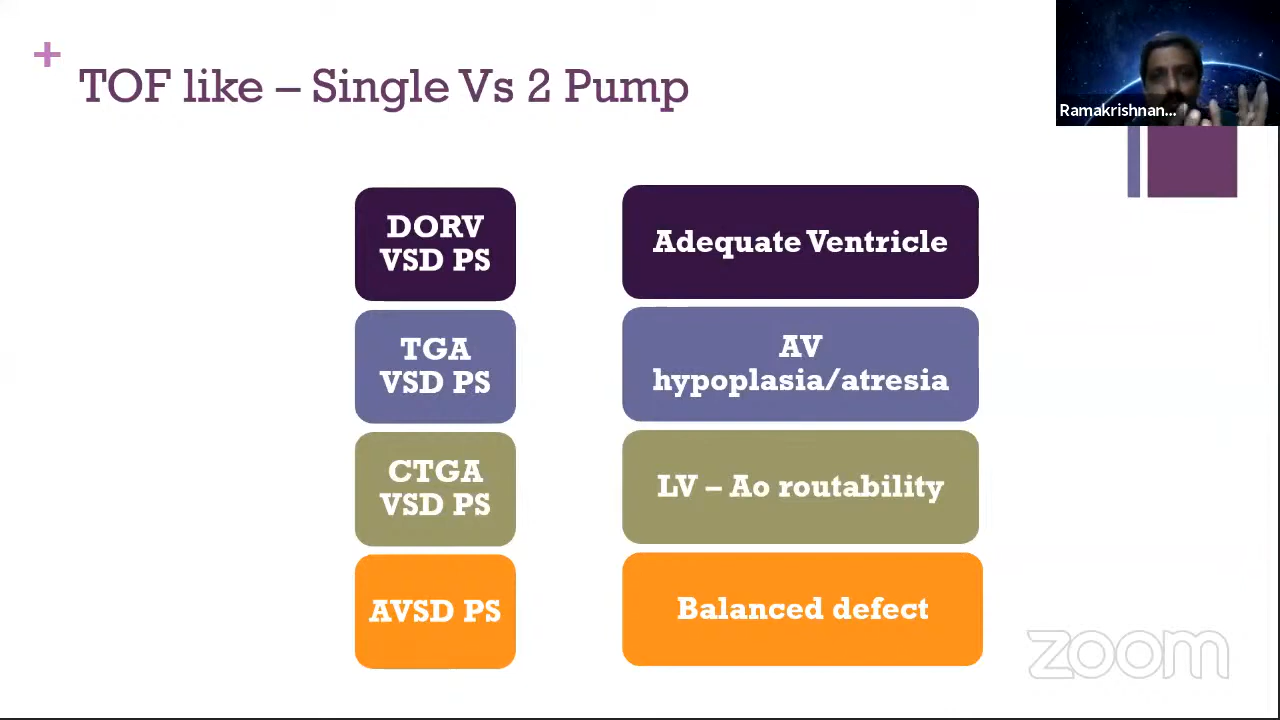 +
TOF like – Single Vs 2 Pump
Ramakrishnan...
DORV
VSD PS
Adequate Ventricle
TGA
VSD PS
AV
hypoplasia/atresia
CTGA
VSD PS
LV – Ao routability
AVSD PS
Balanced defect
zoom